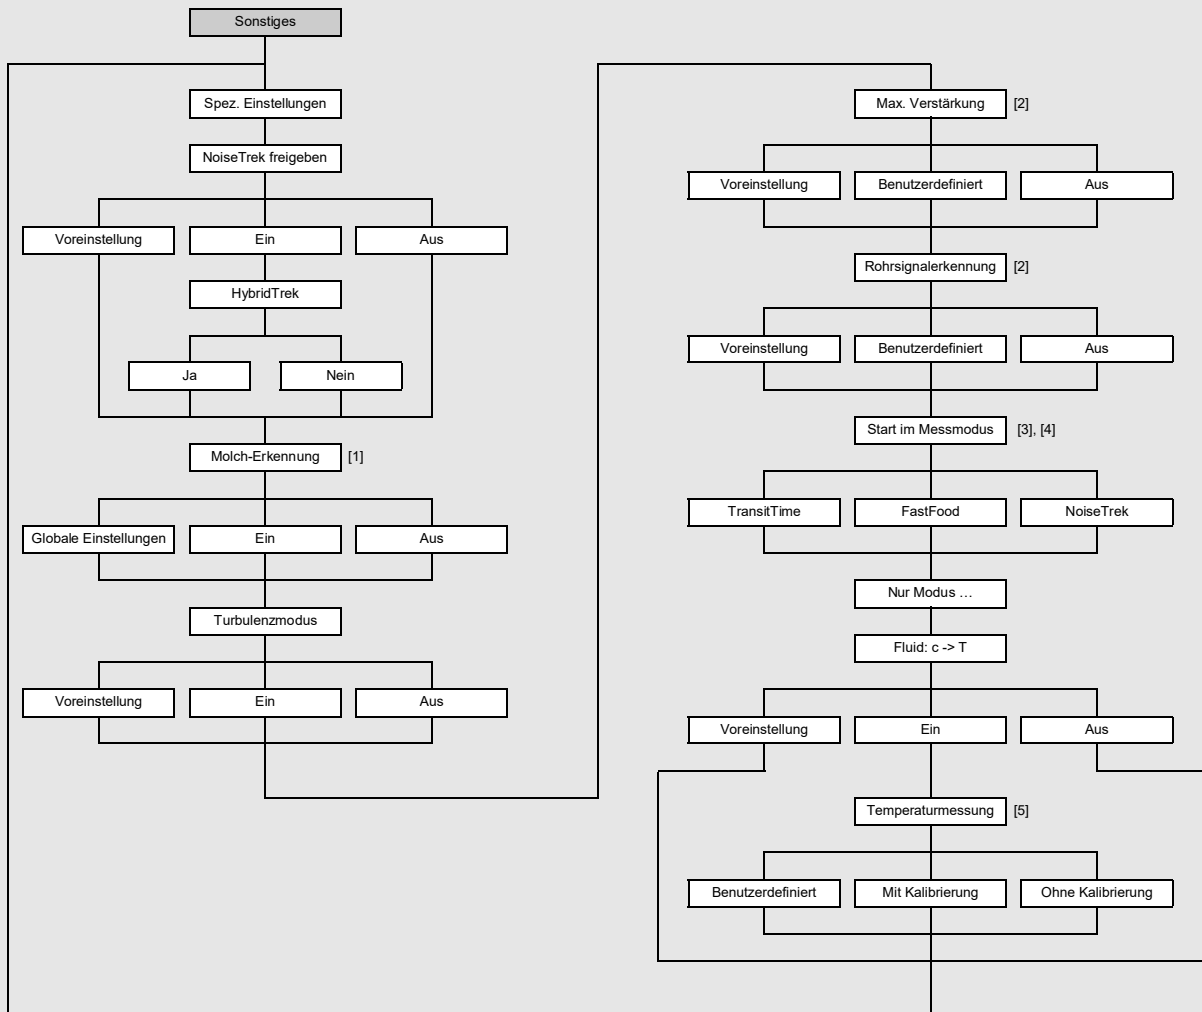 Sonstiges
Spez. Einstellungen
NoiseTrek freigeben
Voreinstellung
Ein
Aus
HybridTrek
Ja
Nein
Molch-Erkennung [1]
Globale Einstellungen
Ein
Aus
Turbulenzmodus
Voreinstellung
Ein
Aus
Max. Verstärkung [2]
Voreinstellung
Benutzerdefiniert
Aus
Rohrsignalerkennung [2]
Voreinstellung
Benutzerdefiniert
Aus
Start im Messmodus [3], [4]
TransitTime
FastFood
NoiseTrek
Nur Modus …
Fluid: c -> T
Voreinstellung
Ein
Aus
Temperaturmessung [5]
Benutzerdefiniert
Mit Kalibrierung
Ohne Kalibrierung